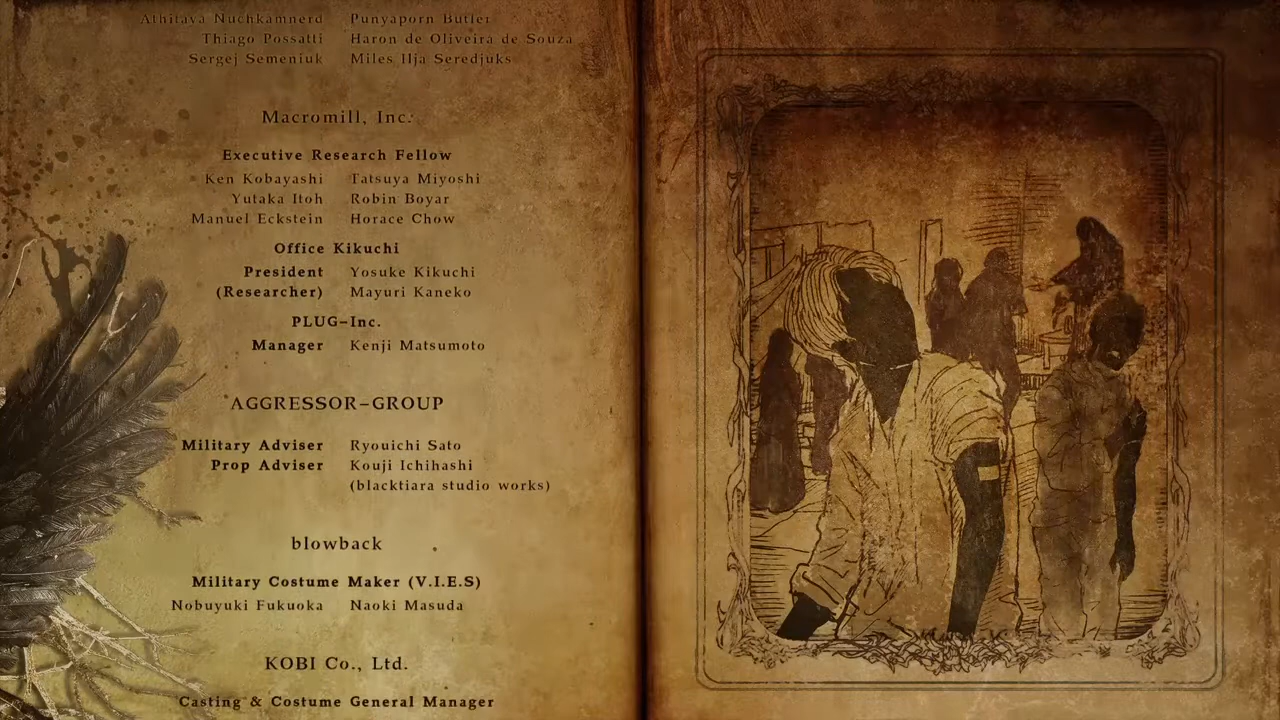 Athitaya Nuchkamnerd Punyaporn Butler
Thiago Possatti Haron de Oliveira de Souza
Sergej Semeniuk Miles Ilja Seredjuks
Macromill, Inc.
Executive Research Fellow
Ken Kobayashi Tatsuya Miyoshi
Yutaka Itoh Robin Boyar
Manuel Eckstein Horace Chow
Office Kikuchi
President Yosuke Kikuchi
(Researcher) Mayuri Kaneko
PLUG-Inc.
Manager Kenji Matsumoto
AGGRESSOR-GROUP
Military Adviser Ryouichi Sato
Prop Adviser Kouji Ichihashi
(blacktiara studio works)
blowback
Military Costume Maker (V.I.E.S)
Nobuyuki Fukuoka Naoki Masuda
KOBI Co., Ltd.
Casting & Costume General Manager